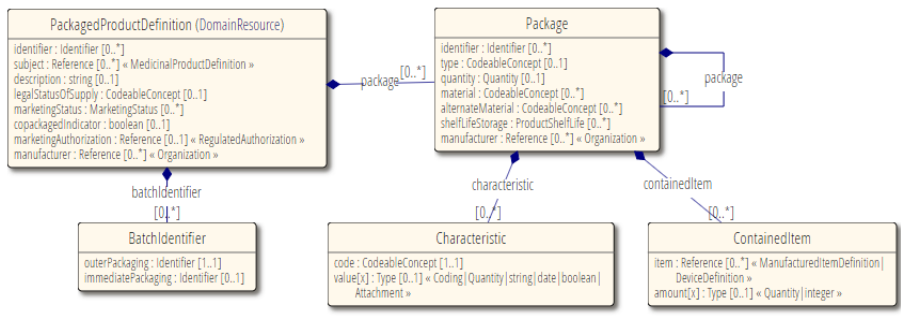 PackagedProductDefinition (DomainResource)
identifier : Identifier [0..*]
subject : Reference [0..*] « MedicinalProductDefinition »
description : string [0..1]
legalStatusOfSupply : CodeableConcept [0..1]
marketingStatus : MarketingStatus [0..*]
copackagedIndicator : boolean [0..1]
marketingAuthorization : Reference [0..1] « RegulatedAuthorization »
manufacturer : Reference [0..*] « Organization »
package
[0..*]
Package
identifier : Identifier [0..*]
type : CodeableConcept [0..1]
quantity : Quantity [0..1]
material : CodeableConcept [0..*]
alternateMaterial : CodeableConcept [0..*]
shelfLifeStorage : ProductShelfLife [0..*]
manufacturer : Reference [0..*] « Organization »
package
[0..*]
batchIdentifier
[0..*]
characteristic
[0..*]
containedItem
[0..*]
BatchIdentifier
outerPackaging : Identifier [1..1]
immediatePackaging : Identifier [0..1]
Characteristic
code : CodeableConcept [1..1]
value[x] : Type [0..1] « Coding|Quantity|string|date|boolean|
Attachment »
ContainedItem
item : Reference [0..*] « ManufacturedItemDefinition|
DeviceDefinition »
amount[x] : Type [0..1] « Quantity|integer »